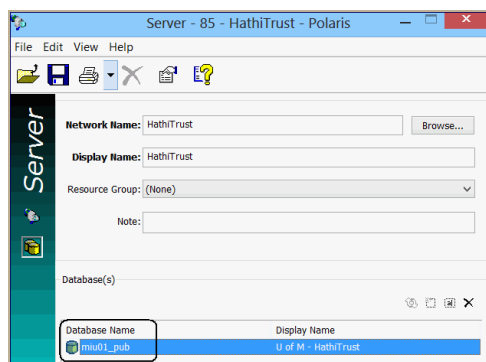 Server - 85 - HathiTrust - Polaris
File Edit View Help
Server
Network Name: HathiTrust Browse...
Display Name: HathiTrust
Resource Group: (None)
Note:
Database(s)
Database Name Display Name
miu01_pub U of M - HathiTrust